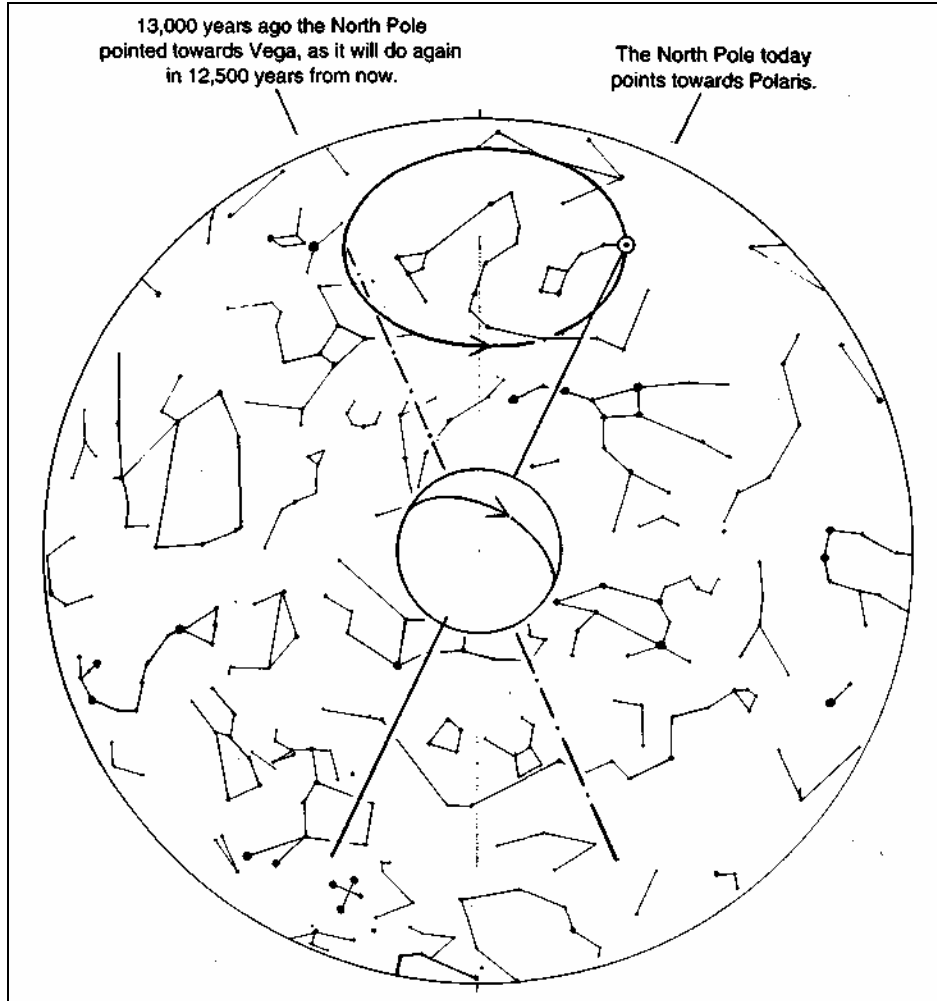 13,000 years ago the North Pole
pointed towards Vega, as it will do again
in 12,500 years from now.
The North Pole today
points towards Polaris.